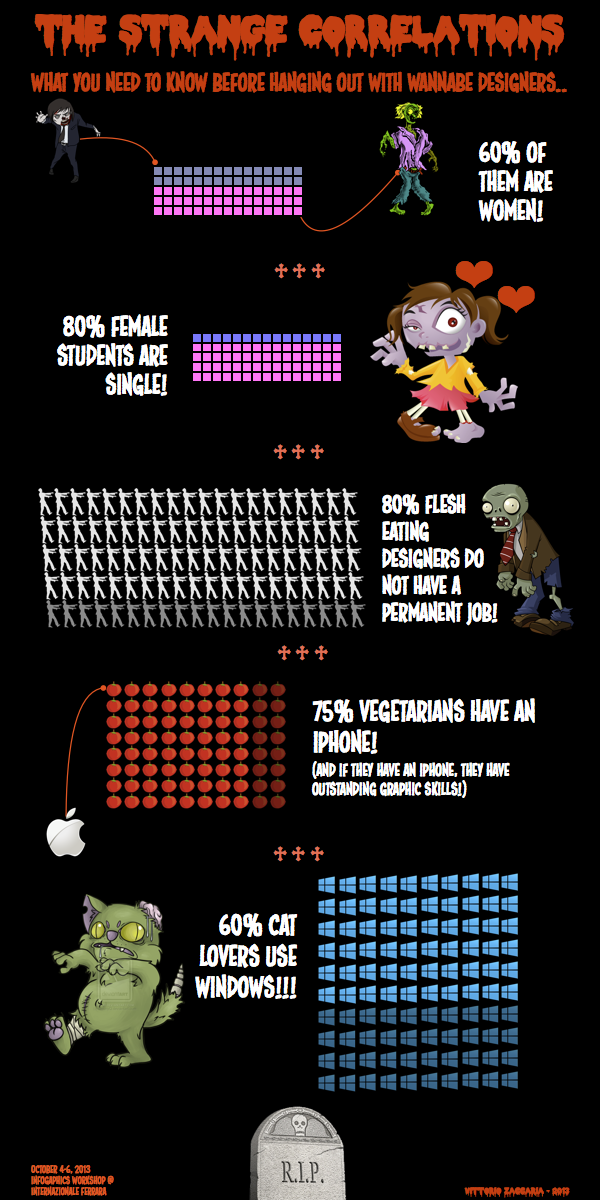 THE STRANGE CORRELATIONS
WHAT YOU NEED TO KNOW BEFORE HANGING OUT WITH WANNABE DESIGNERS...
60% OF
THEM ARE
WOMEN!
80% FEMALE
STUDENTS ARE
SINGLE!
80% FLESH
EATING
DESIGNERS DO
NOT HAVE A
PERMANENT JOB!
75% VEGETARIANS HAVE AN
IPHONE!
(AND IF THEY HAVE AN IPHONE, THEY HAVE
OUTSTANDING GRAPHIC SKILLS!)
60% CAT
LOVERS USE
WINDOWS!!!
R.I.P.
OCTOBER 4-6, 2013
INFOGAPHICS WORKSHOP @
INTERNAZIONALE FERRARA
VITTORIO ZACCARIA - 2013